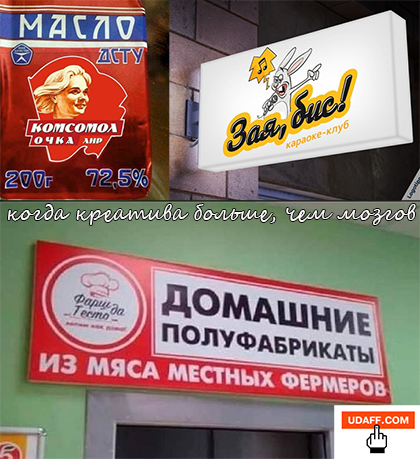 МАСЛО
ДСТУ
КОМСОМОЛ
ОЧКА ЛНР
200г 72,5%
Зая, бис!
караоке-клуб
когда креатива больше, чем мозгов
Фарш
да
Тесто
ДОМАШНИЕ
ПОЛУФАБРИКАТЫ
ИЗ МЯСА МЕСТНЫХ ФЕРМЕРОВ
UDAFF.COM